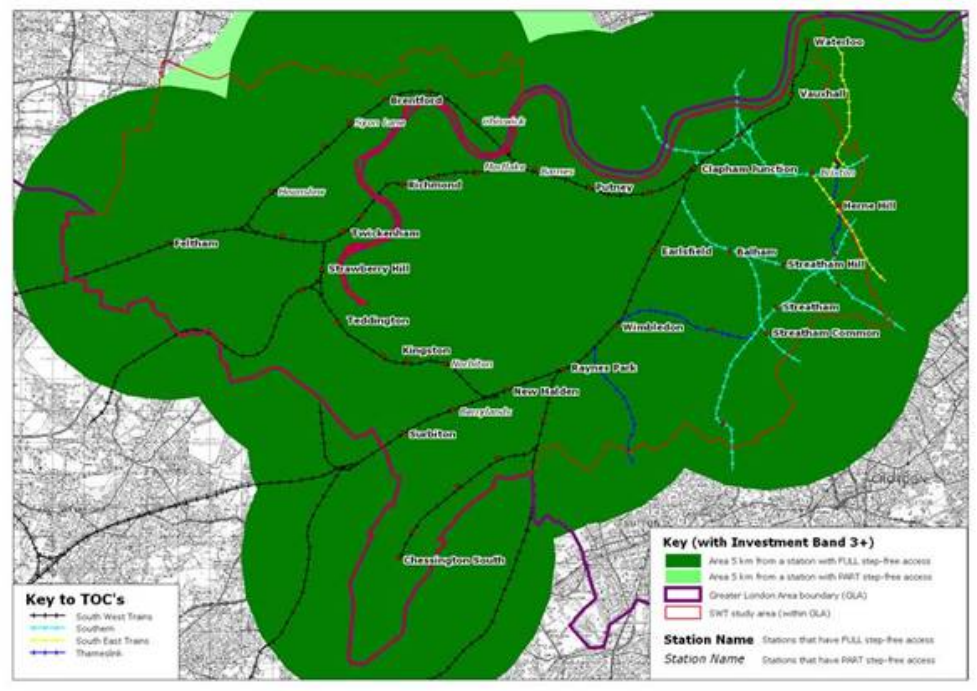 Waterloo
Vauxhall
Brentford
Syon Lane
Chiswick
Mortlake
Barnes
Clapham Junction
Brixton
Richmond
Putney
Hounslow
Herne Hill
Twickenham
Feltham
Earlsfield
Balham
Streatham Hill
Strawberry Hill
Streatham
Teddington
Wimbledon
Streatham Common
Kingston
Norbiton
Raynes Park
New Malden
Berrylands
Surbiton
CROYDON
SUTTON
Chessington South
Key (with Investment Band 3+)
Area 5 km from a station with FULL step-free access
Area 5 km from a station with PART step-free access
Greater London Area boundary (GLA)
SWT study area (within GLA)
Station Name Stations that have FULL step-free access
Station Name Stations that have PART step-free access
Key to TOC's
South West Trains
Southern
South East Trains
Thameslink